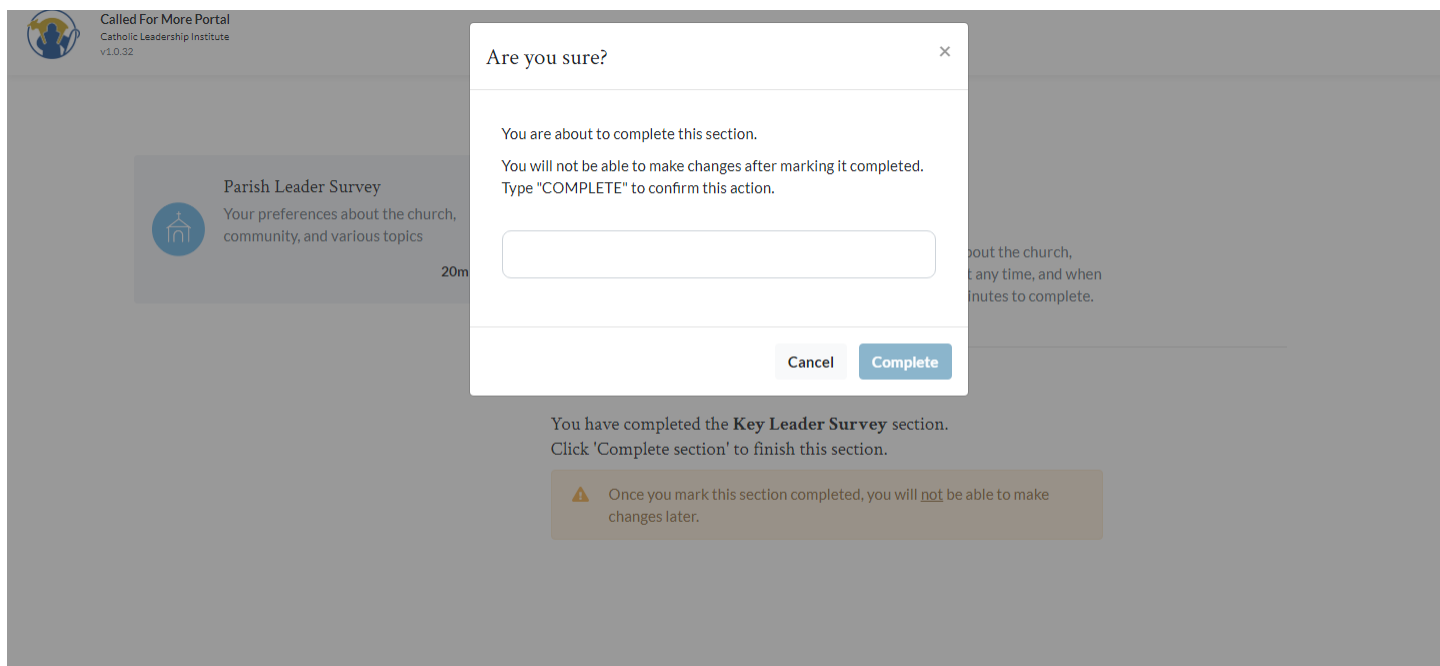 Called For More Portal
Catholic Leadership Institute
v1.0.32
Are you sure?
×
You are about to complete this section.
You will not be able to make changes after marking it completed.
Type "COMPLETE" to confirm this action.
Cancel
Complete
Parish Leader Survey
Your preferences about the church,
community, and various topics
20m
out the church,
any time, and when
inutes to complete.
You have completed the Key Leader Survey section.
Click 'Complete section' to finish this section.
Once you mark this section completed, you will not be able to make
changes later.